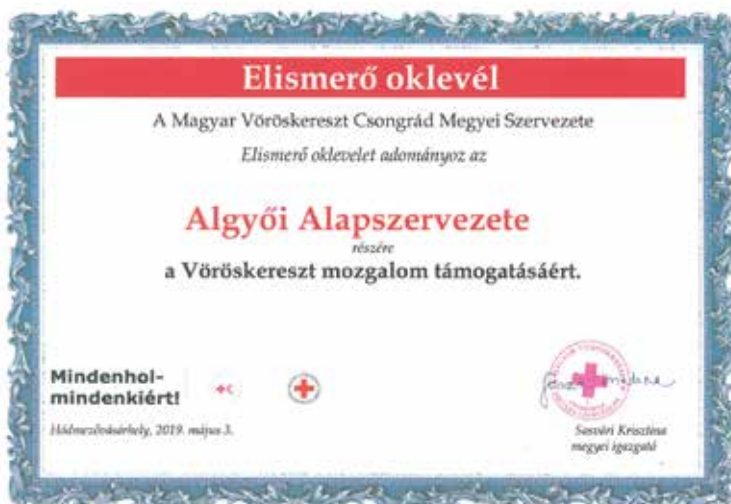 Elismerő oklevél
A Magyar Vöröskereszt Csongrád Megyei Szervezete
Elismerő oklevelet adományoz az
Algyői Alapszervezete
részére
a Vöröskereszt mozgalom támogatásáért.
Mindenhol-
mindenkiért!
Hódmezővásárhely, 2019. május 3.
Sasvári Krisztina
megyei igazgató